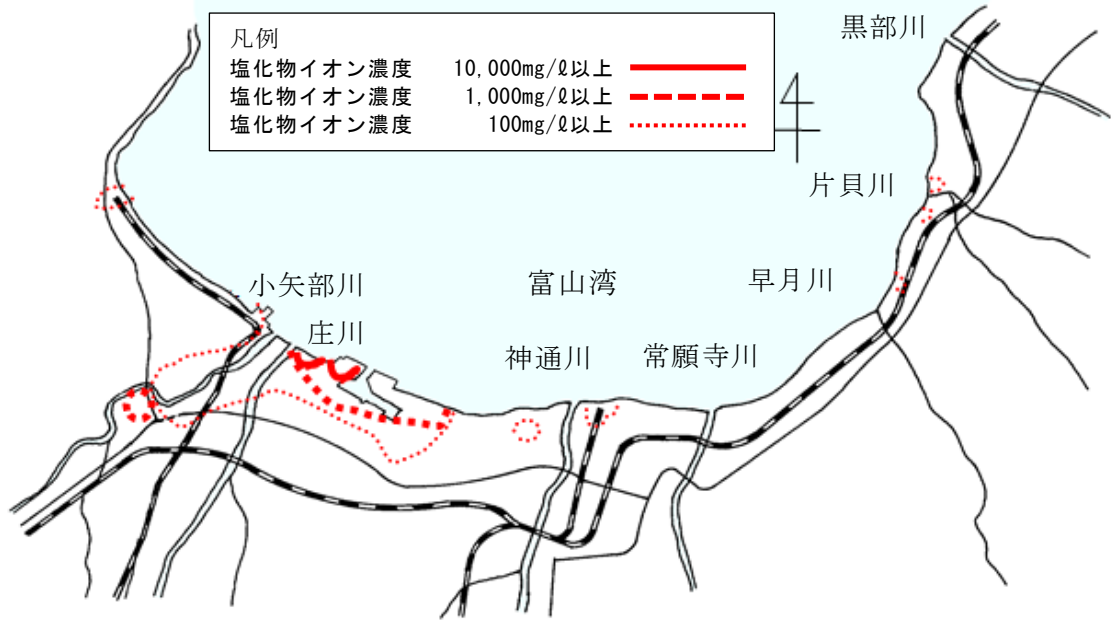 黒部川
凡例
塩化物イオン濃度 10,000mg/ℓ以上
塩化物イオン濃度 1,000mg/ℓ以上
塩化物イオン濃度 100mg/ℓ以上
片貝川
小矢部川
富山湾
早月川
庄川
神通川
常願寺川